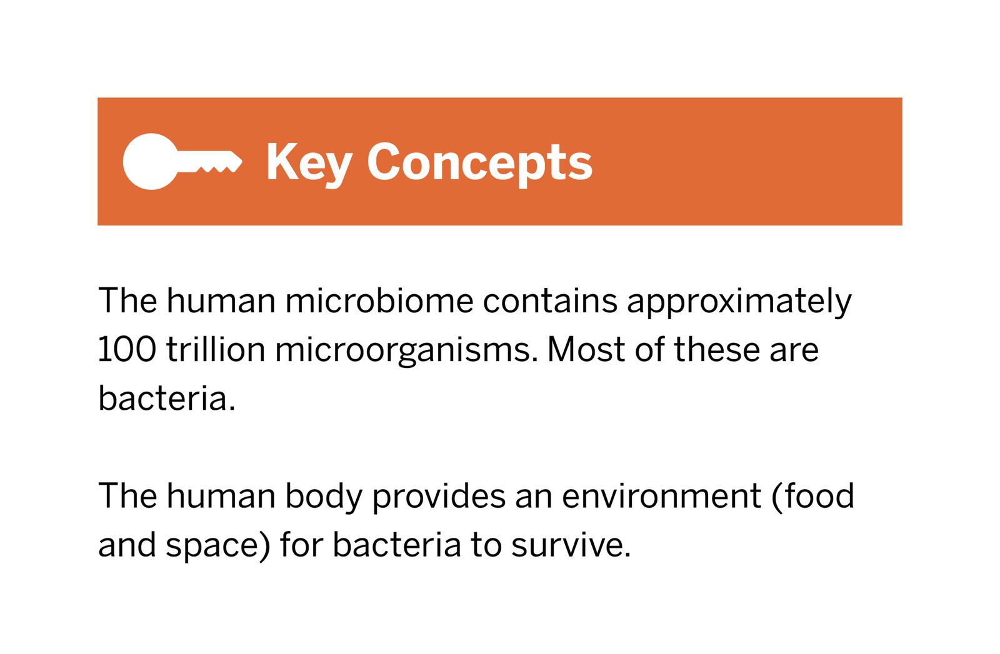 Key Concepts
The human microbiome contains approximately
100 trillion microorganisms. Most of these are
bacteria.
The human body provides an environment (food
and space) for bacteria to survive.